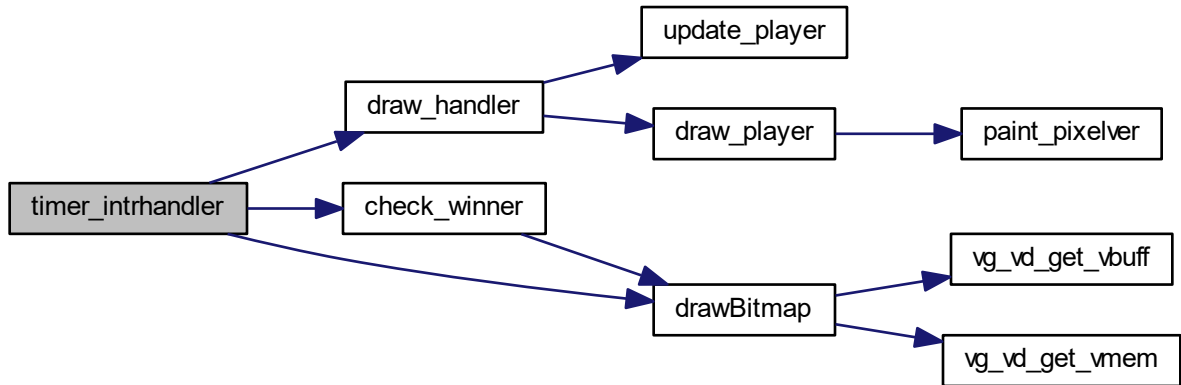 update_player
draw_handler
draw_player
paint_pixelver
timer_intrhandler
check_winner
vg_vd_get_vbuff
drawBitmap
vg_vd_get_vmem